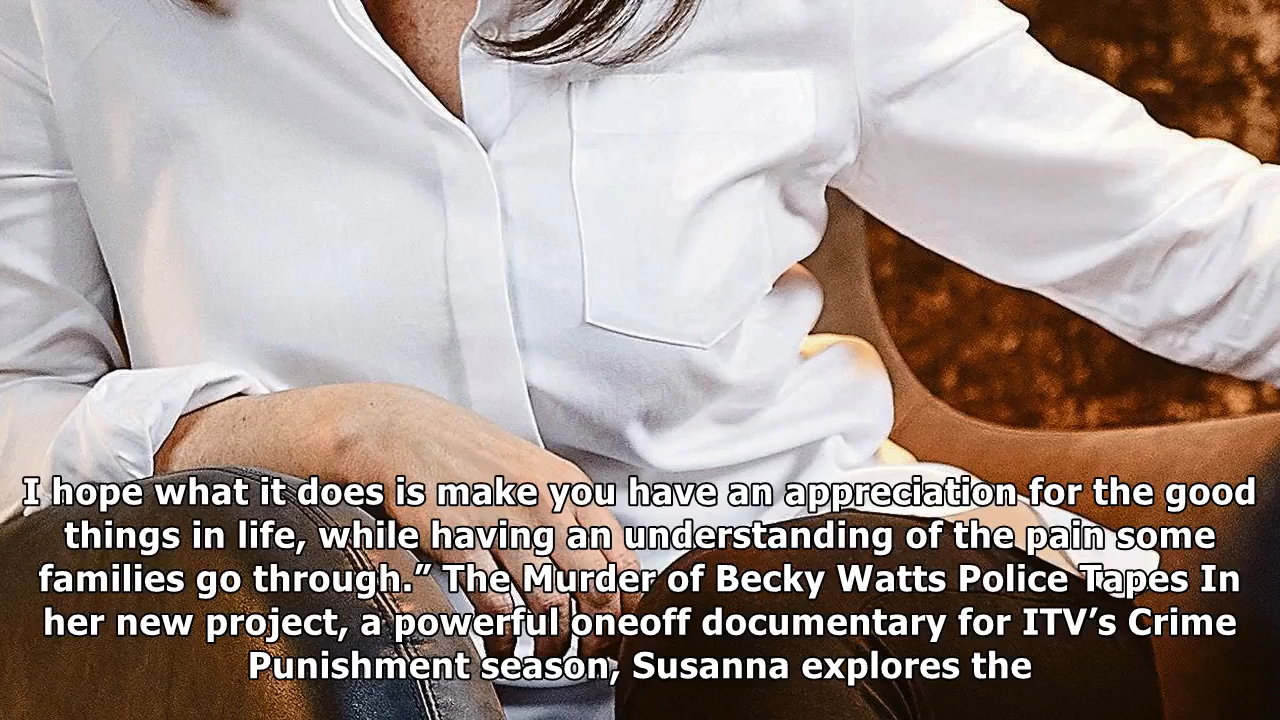 I hope what it does is make you have an appreciation for the good
things in life, while having an understanding of the pain some
families go through.” The Murder of Becky Watts Police Tapes In
her new project, a powerful oneoff documentary for ITV’s Crime
Punishment season, Susanna explores the